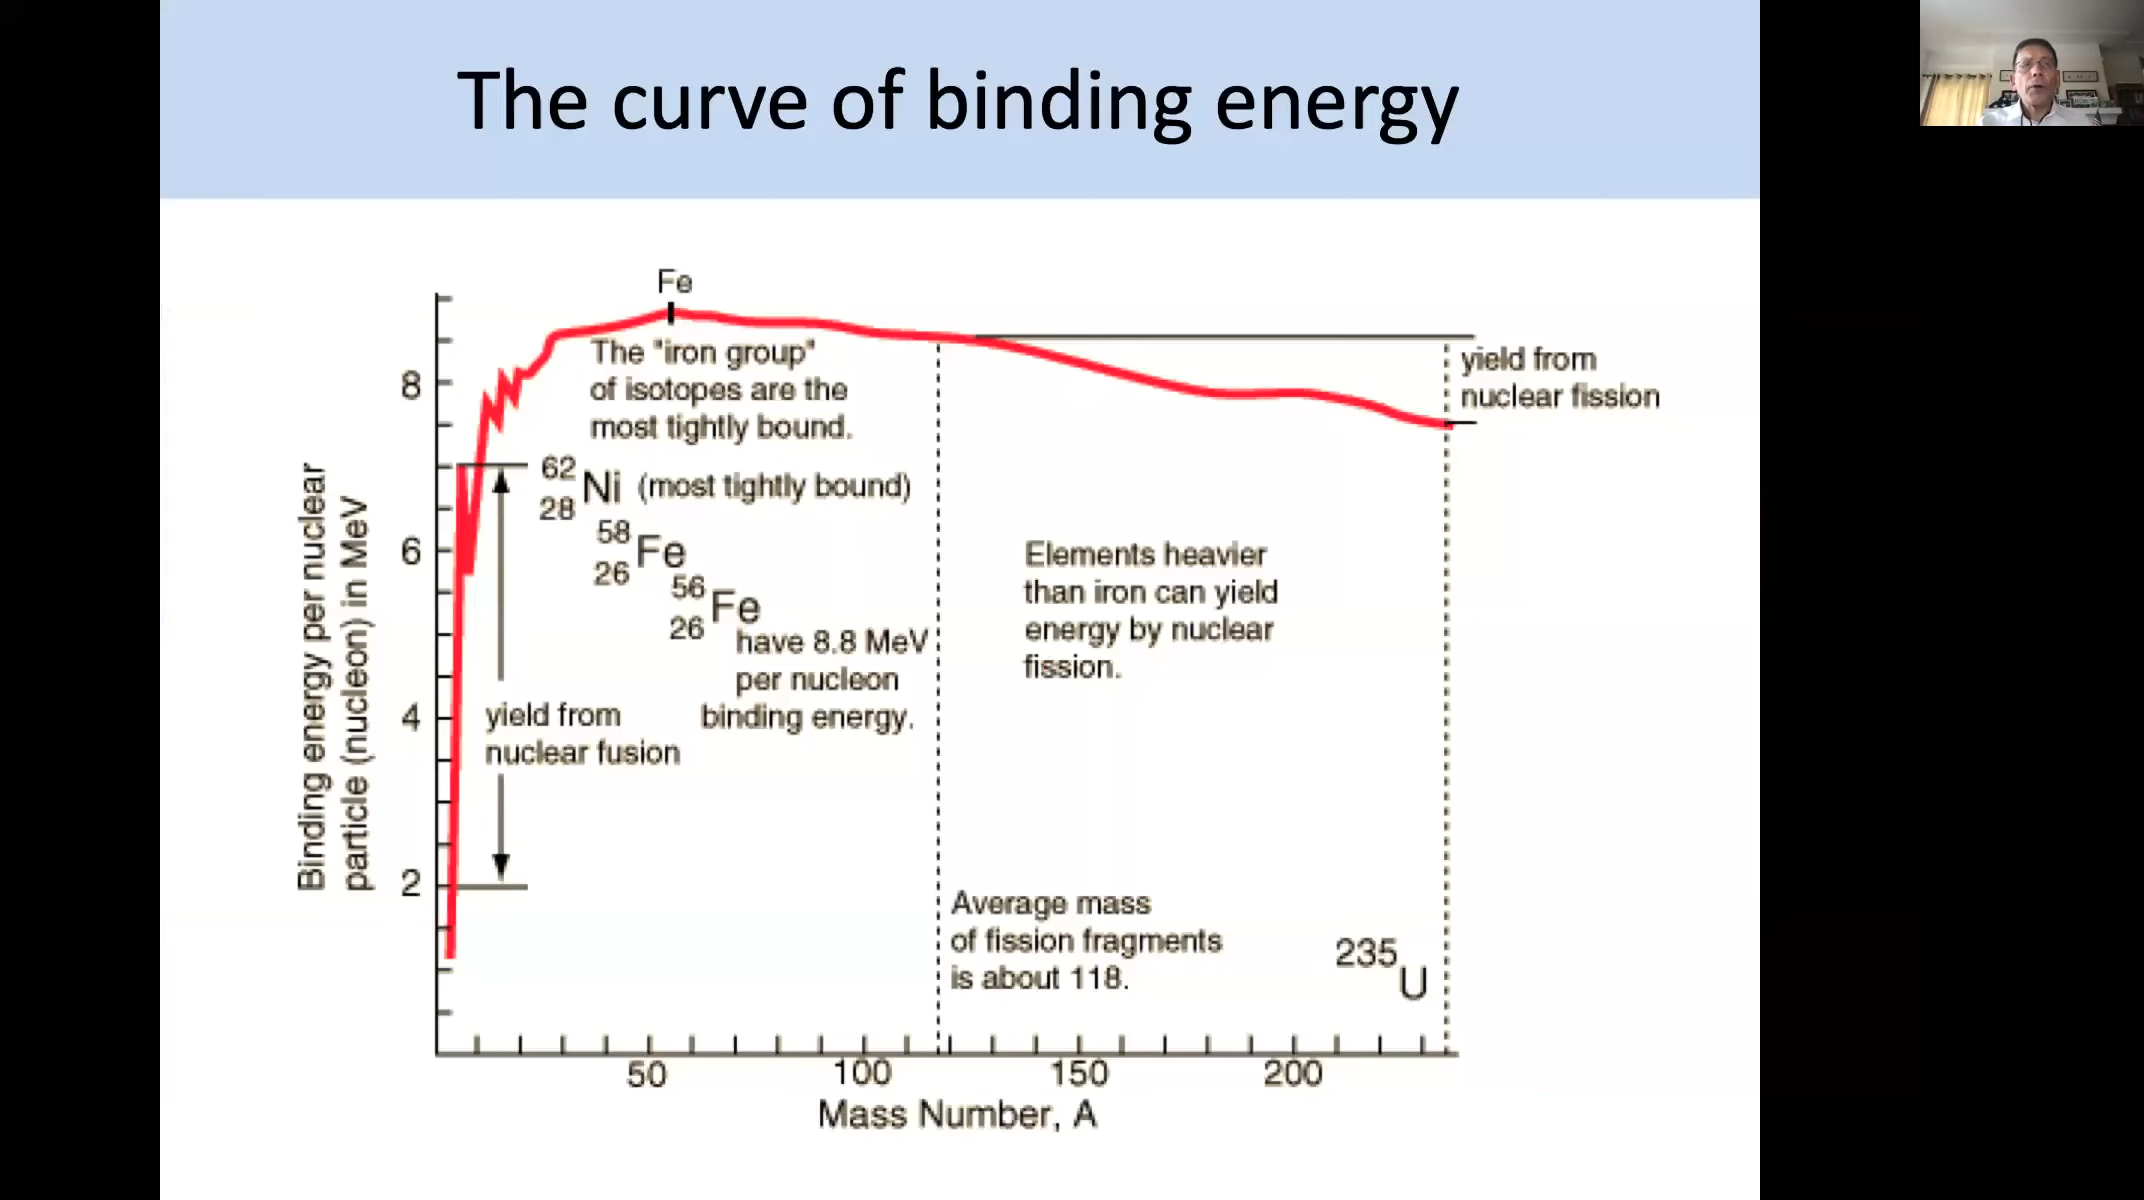 The curve of binding energy
Fe
The "iron group"
of isotopes are the
most tightly bound.
62
28
Ni (most tightly bound)
58
26
Fe
56
26
Fe
have 8.8 MeV
per nucleon
binding energy.
yield from
nuclear fusion
yield from
nuclear fission
Elements heavier
than iron can yield
energy by nuclear
fission.
Average mass
of fission fragments
is about 118.
235
U
Binding energy per nuclear
particle (nucleon) in MeV
8
6
4
2
50 100 150 200
Mass Number, A